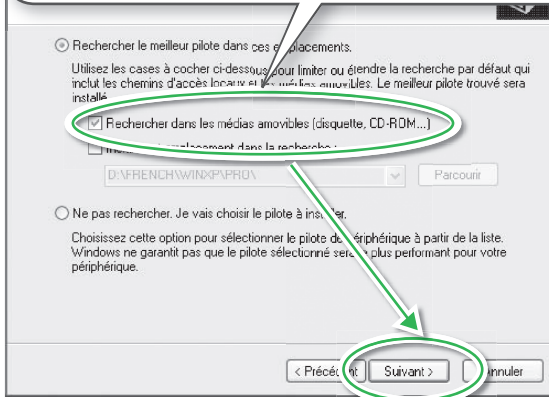 Rechercher le meilleur pilote dans ces emplacements.
Utilisez les cases à cocher ci-dessous pour limiter ou étendre la recherche par défaut qui
inclut les chemins d'accès locaux et les médias amovibles. Le meilleur pilote trouvé sera
installé.
Rechercher dans les médias amovibles (disquette, CD-ROM...)
emplacement dans la recherche :
D:\FRENCH\WINXP\PRO\
Parcourir
Ne pas rechercher. Je vais choisir le pilote à installer.
Choisissez cette option pour sélectionner le pilote de périphérique à partir de la liste.
Windows ne garantit pas que le pilote sélectionné sera le plus performant pour votre
périphérique.
< Précédent
Suivant >
Annuler